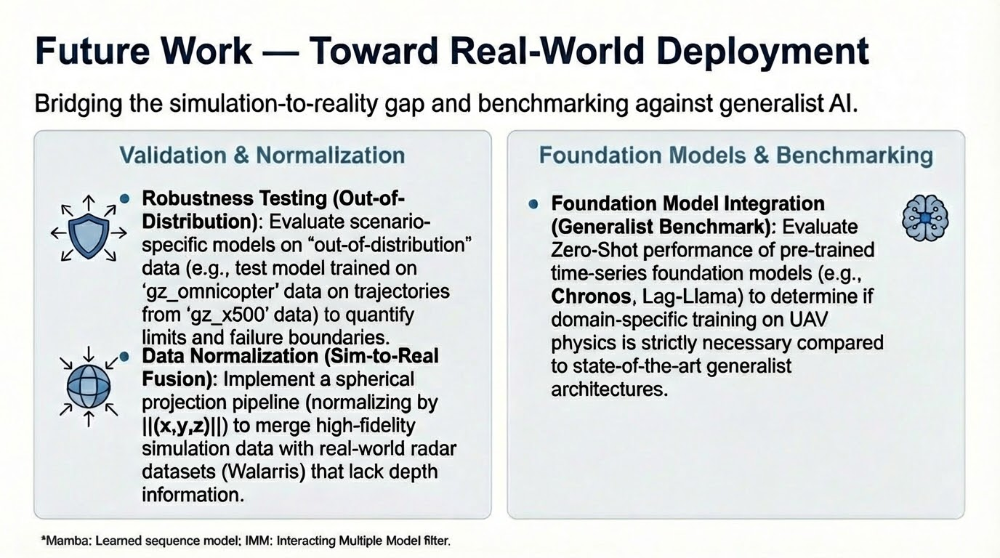 Future Work — Toward Real-World Deployment
Bridging the simulation-to-reality gap and benchmarking against generalist AI.
Validation & Normalization
• Robustness Testing (Out-of-
Distribution): Evaluate scenario-
specific models on “out-of-distribution”
data (e.g., test model trained on
‘gz_omnicopter’ data on trajectories
from ‘gz_x500’ data) to quantify
limits and failure boundaries.
• Data Normalization (Sim-to-Real
Fusion): Implement a spherical
projection pipeline (normalizing by
||(x,y,z)||) to merge high-fidelity
simulation data with real-world radar
datasets (Walarris) that lack depth
information.
Foundation Models & Benchmarking
• Foundation Model Integration
(Generalist Benchmark): Evaluate
Zero-Shot performance of pre-trained
time-series foundation models (e.g.,
Chronos, Lag-Llama) to determine if
domain-specific training on UAV
physics is strictly necessary compared
to state-of-the-art generalist
architectures.
*Mamba: Learned sequence model; IMM: Interacting Multiple Model filter.